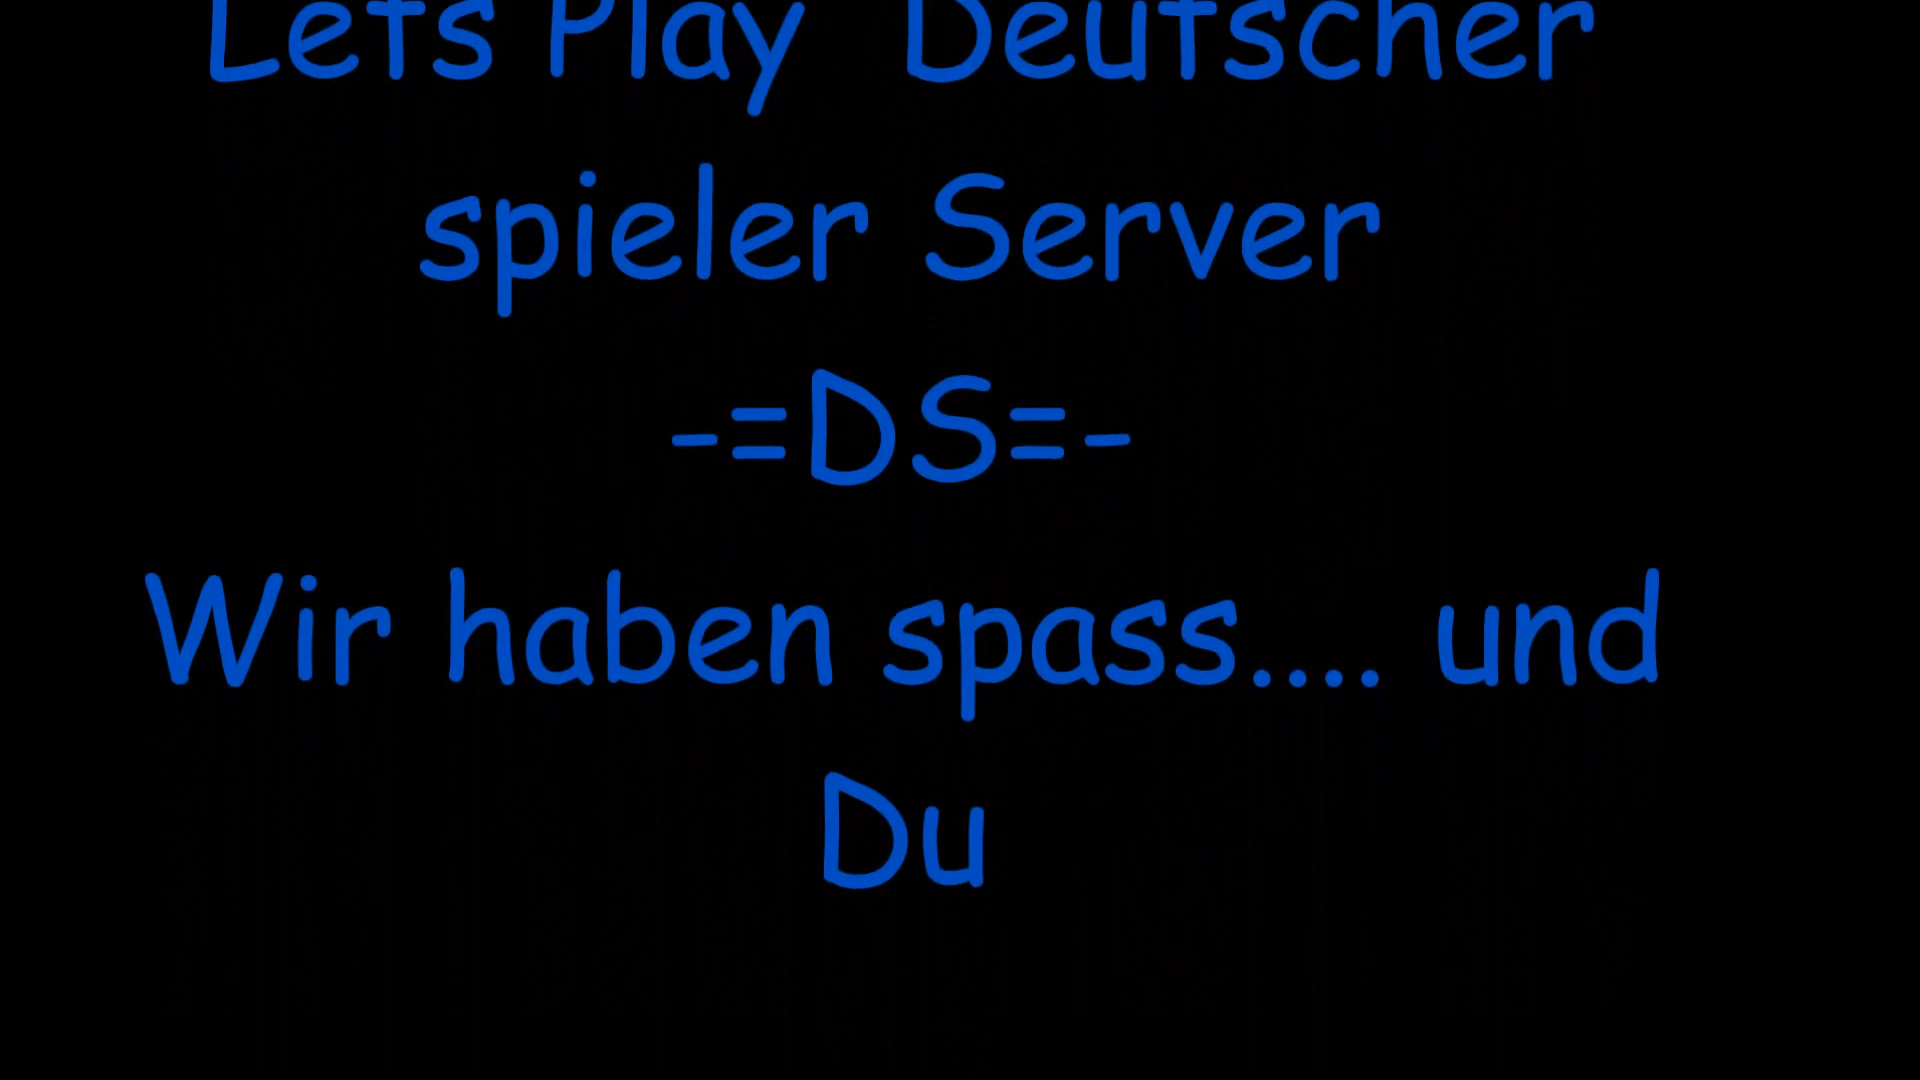 Lets Play Deutscher
spieler Server
-=DS=-
Wir haben spass.... und
Du